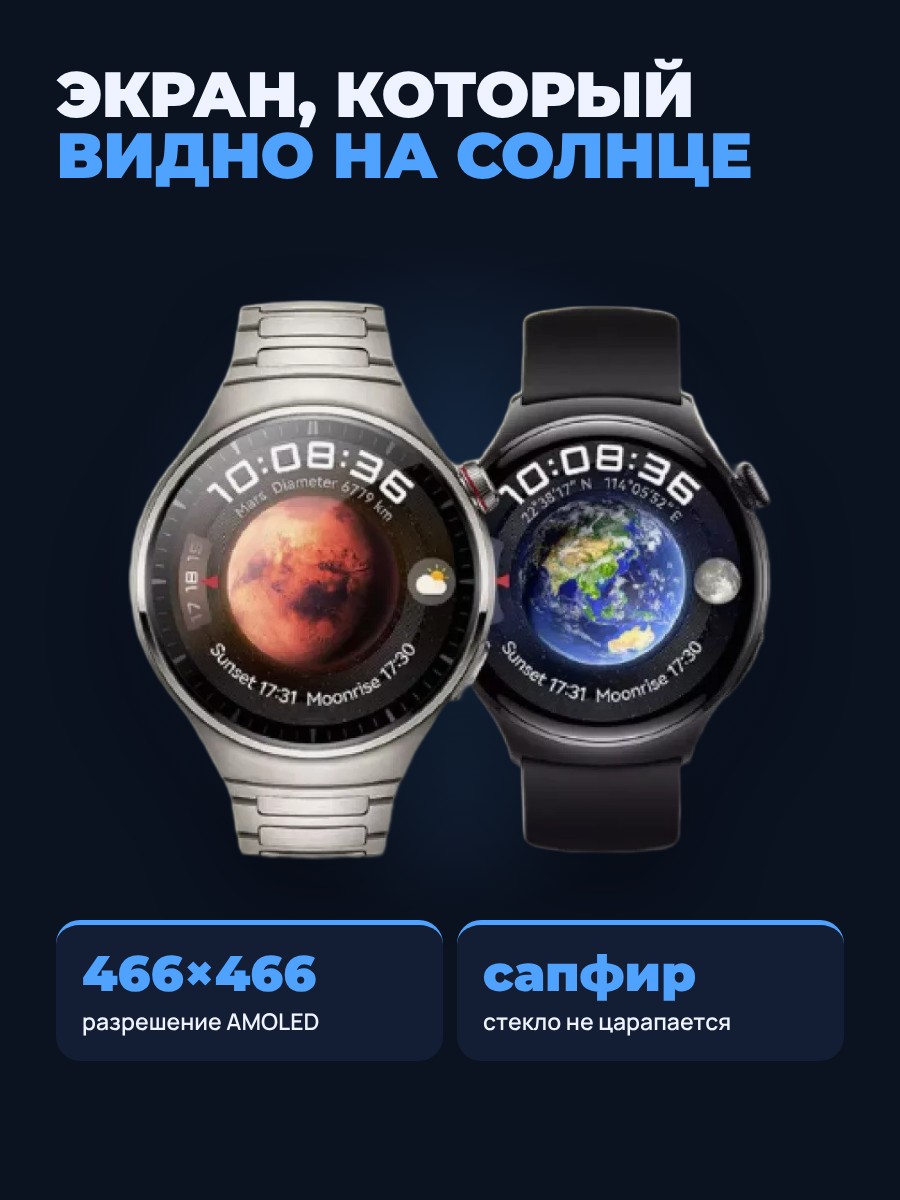 ЭКРАН, КОТОРЫЙ
ВИДНО НА СОЛНЦЕ
10:08:36
Mars Diameter 6779 km
17 18 19
Sunset 17:31 Moonrise 17:30
10:08:36
22°38'17" N 114°05'52" E
Sunset 17:31 Moonrise 17:30
466×466
разрешение AMOLED
сапфир
стекло не царапается